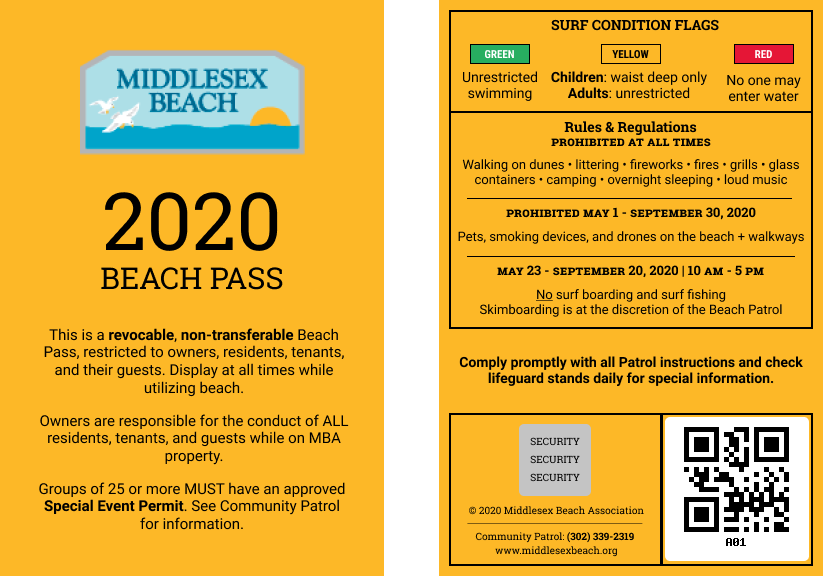 MIDDLESEX
BEACH
2020
BEACH PASS
This is a revocable, non-transferable Beach
Pass, restricted to owners, residents, tenants,
and their guests. Display at all times while
utilizing beach.
Owners are responsible for the conduct of ALL
residents, tenants, and guests while on MBA
property.
Groups of 25 or more MUST have an approved
Special Event Permit. See Community Patrol
for information.
SURF CONDITION FLAGS
GREEN
Unrestricted
swimming
YELLOW
Children: waist deep only
Adults: unrestricted
RED
No one may
enter water
Rules & Regulations
PROHIBITED AT ALL TIMES
Walking on dunes • littering • fireworks • fires • grills • glass
containers • camping • overnight sleeping • loud music
PROHIBITED MAY 1 - SEPTEMBER 30, 2020
Pets, smoking devices, and drones on the beach + walkways
MAY 23 - SEPTEMBER 20, 2020 | 10 AM - 5 PM
No surf boarding and surf fishing
Skimboarding is at the discretion of the Beach Patrol
Comply promptly with all Patrol instructions and check
lifeguard stands daily for special information.
SECURITY
SECURITY
SECURITY
© 2020 Middlesex Beach Association
Community Patrol: (302) 339-2319
www.middlesexbeach.org
A01